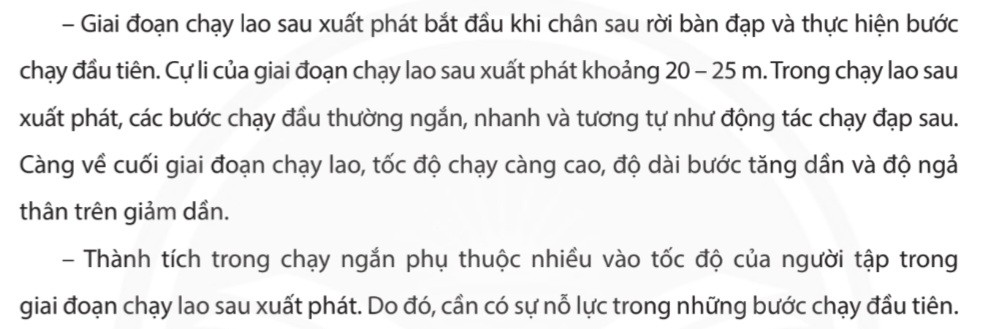 – Giai đoạn chạy lao sau xuất phát bắt đầu khi chân sau rời bàn đạp và thực hiện bước
chạy đầu tiên. Cự li của giai đoạn chạy lao sau xuất phát khoảng 20 – 25 m. Trong chạy lao sau
xuất phát, các bước chạy đầu thường ngắn, nhanh và tương tự như động tác chạy đạp sau.
Càng về cuối giai đoạn chạy lao, tốc độ chạy càng cao, độ dài bước tăng dần và độ ngả
thân trên giảm dần.
– Thành tích trong chạy ngắn phụ thuộc nhiều vào tốc độ của người tập trong
giai đoạn chạy lao sau xuất phát. Do đó, cần có sự nỗ lực trong những bước chạy đầu tiên.